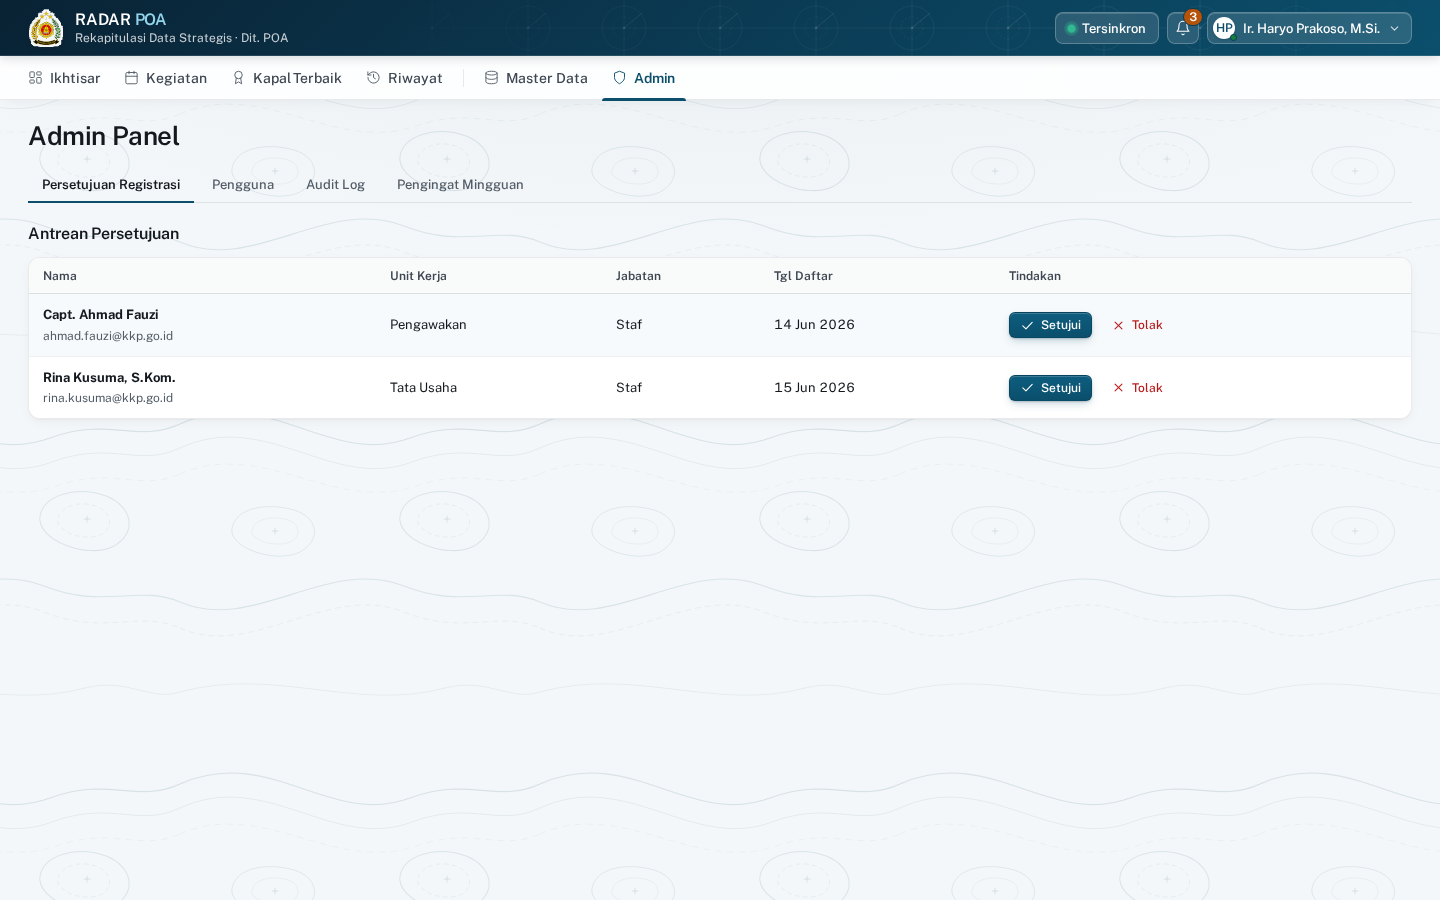 RADAR POA
Rekapitulasi Data Strategis · Dit. POA
Tersinkron
3
HP
Ir. Haryo Prakoso, M.Si.
Ikhtisar
Kegiatan
Kapal Terbaik
Riwayat
Master Data
Admin
Admin Panel
Persetujuan Registrasi
Pengguna
Audit Log
Pengingat Mingguan
Antrean Persetujuan
Nama
Unit Kerja
Jabatan
Tgl Daftar
Tindakan
Capt. Ahmad Fauzi
ahmad.fauzi@kkp.go.id
Pengawakan
Staf
14 Jun 2026
Setujui
Tolak
Rina Kusuma, S.Kom.
rina.kusuma@kkp.go.id
Tata Usaha
Staf
15 Jun 2026
Setujui
Tolak